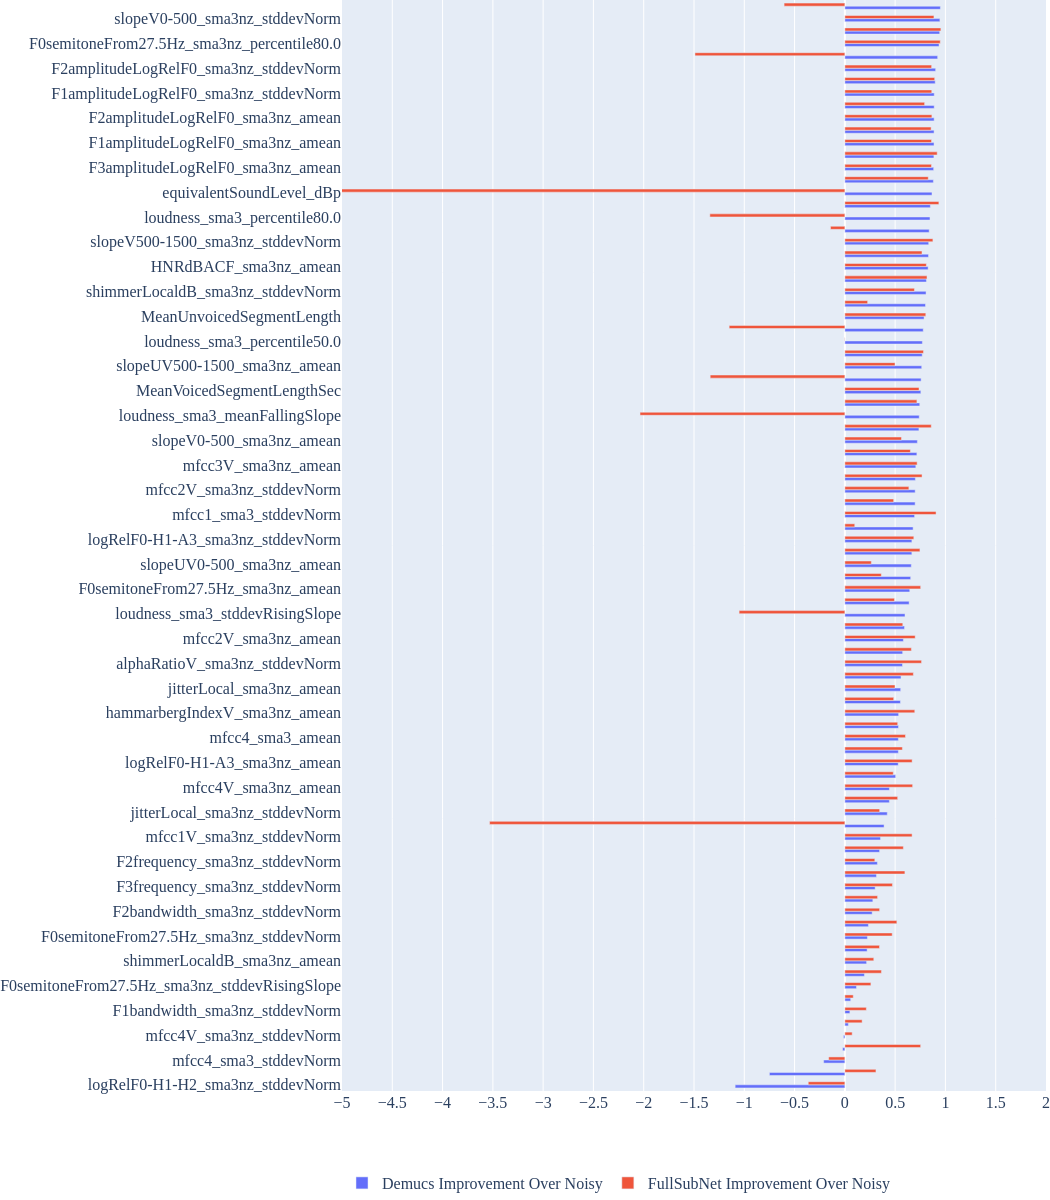 slopeV0-500_sma3nz_stddevNorm
F0semitoneFrom27.5Hz_sma3nz_percentile80.0
F2amplitudeLogRelF0_sma3nz_stddevNorm
F1amplitudeLogRelF0_sma3nz_stddevNorm
F2amplitudeLogRelF0_sma3nz_amean
F1amplitudeLogRelF0_sma3nz_amean
F3amplitudeLogRelF0_sma3nz_amean
equivalentSoundLevel_dBp
loudness_sma3_percentile80.0
slopeV500-1500_sma3nz_stddevNorm
HNRdBACF_sma3nz_amean
shimmerLocaldB_sma3nz_stddevNorm
MeanUnvoicedSegmentLength
loudness_sma3_percentile50.0
slopeUV500-1500_sma3nz_amean
MeanVoicedSegmentLengthSec
loudness_sma3_meanFallingSlope
slopeV0-500_sma3nz_amean
mfcc3V_sma3nz_amean
mfcc2V_sma3nz_stddevNorm
mfcc1_sma3_stddevNorm
logRelF0-H1-A3_sma3nz_stddevNorm
slopeUV0-500_sma3nz_amean
F0semitoneFrom27.5Hz_sma3nz_amean
loudness_sma3_stddevRisingSlope
mfcc2V_sma3nz_amean
alphaRatioV_sma3nz_stddevNorm
jitterLocal_sma3nz_amean
hammarbergIndexV_sma3nz_amean
mfcc4_sma3_amean
logRelF0-H1-A3_sma3nz_amean
mfcc4V_sma3nz_amean
jitterLocal_sma3nz_stddevNorm
mfcc1V_sma3nz_stddevNorm
F2frequency_sma3nz_stddevNorm
F3frequency_sma3nz_stddevNorm
F2bandwidth_sma3nz_stddevNorm
F0semitoneFrom27.5Hz_sma3nz_stddevNorm
shimmerLocaldB_sma3nz_amean
F0semitoneFrom27.5Hz_sma3nz_stddevRisingSlope
F1bandwidth_sma3nz_stddevNorm
mfcc4V_sma3nz_stddevNorm
mfcc4_sma3_stddevNorm
logRelF0-H1-H2_sma3nz_stddevNorm
−5 −4.5 −4 −3.5 −3 −2.5 −2 −1.5 −1 −0.5 0 0.5 1 1.5 2
Demucs Improvement Over Noisy FullSubNet Improvement Over Noisy